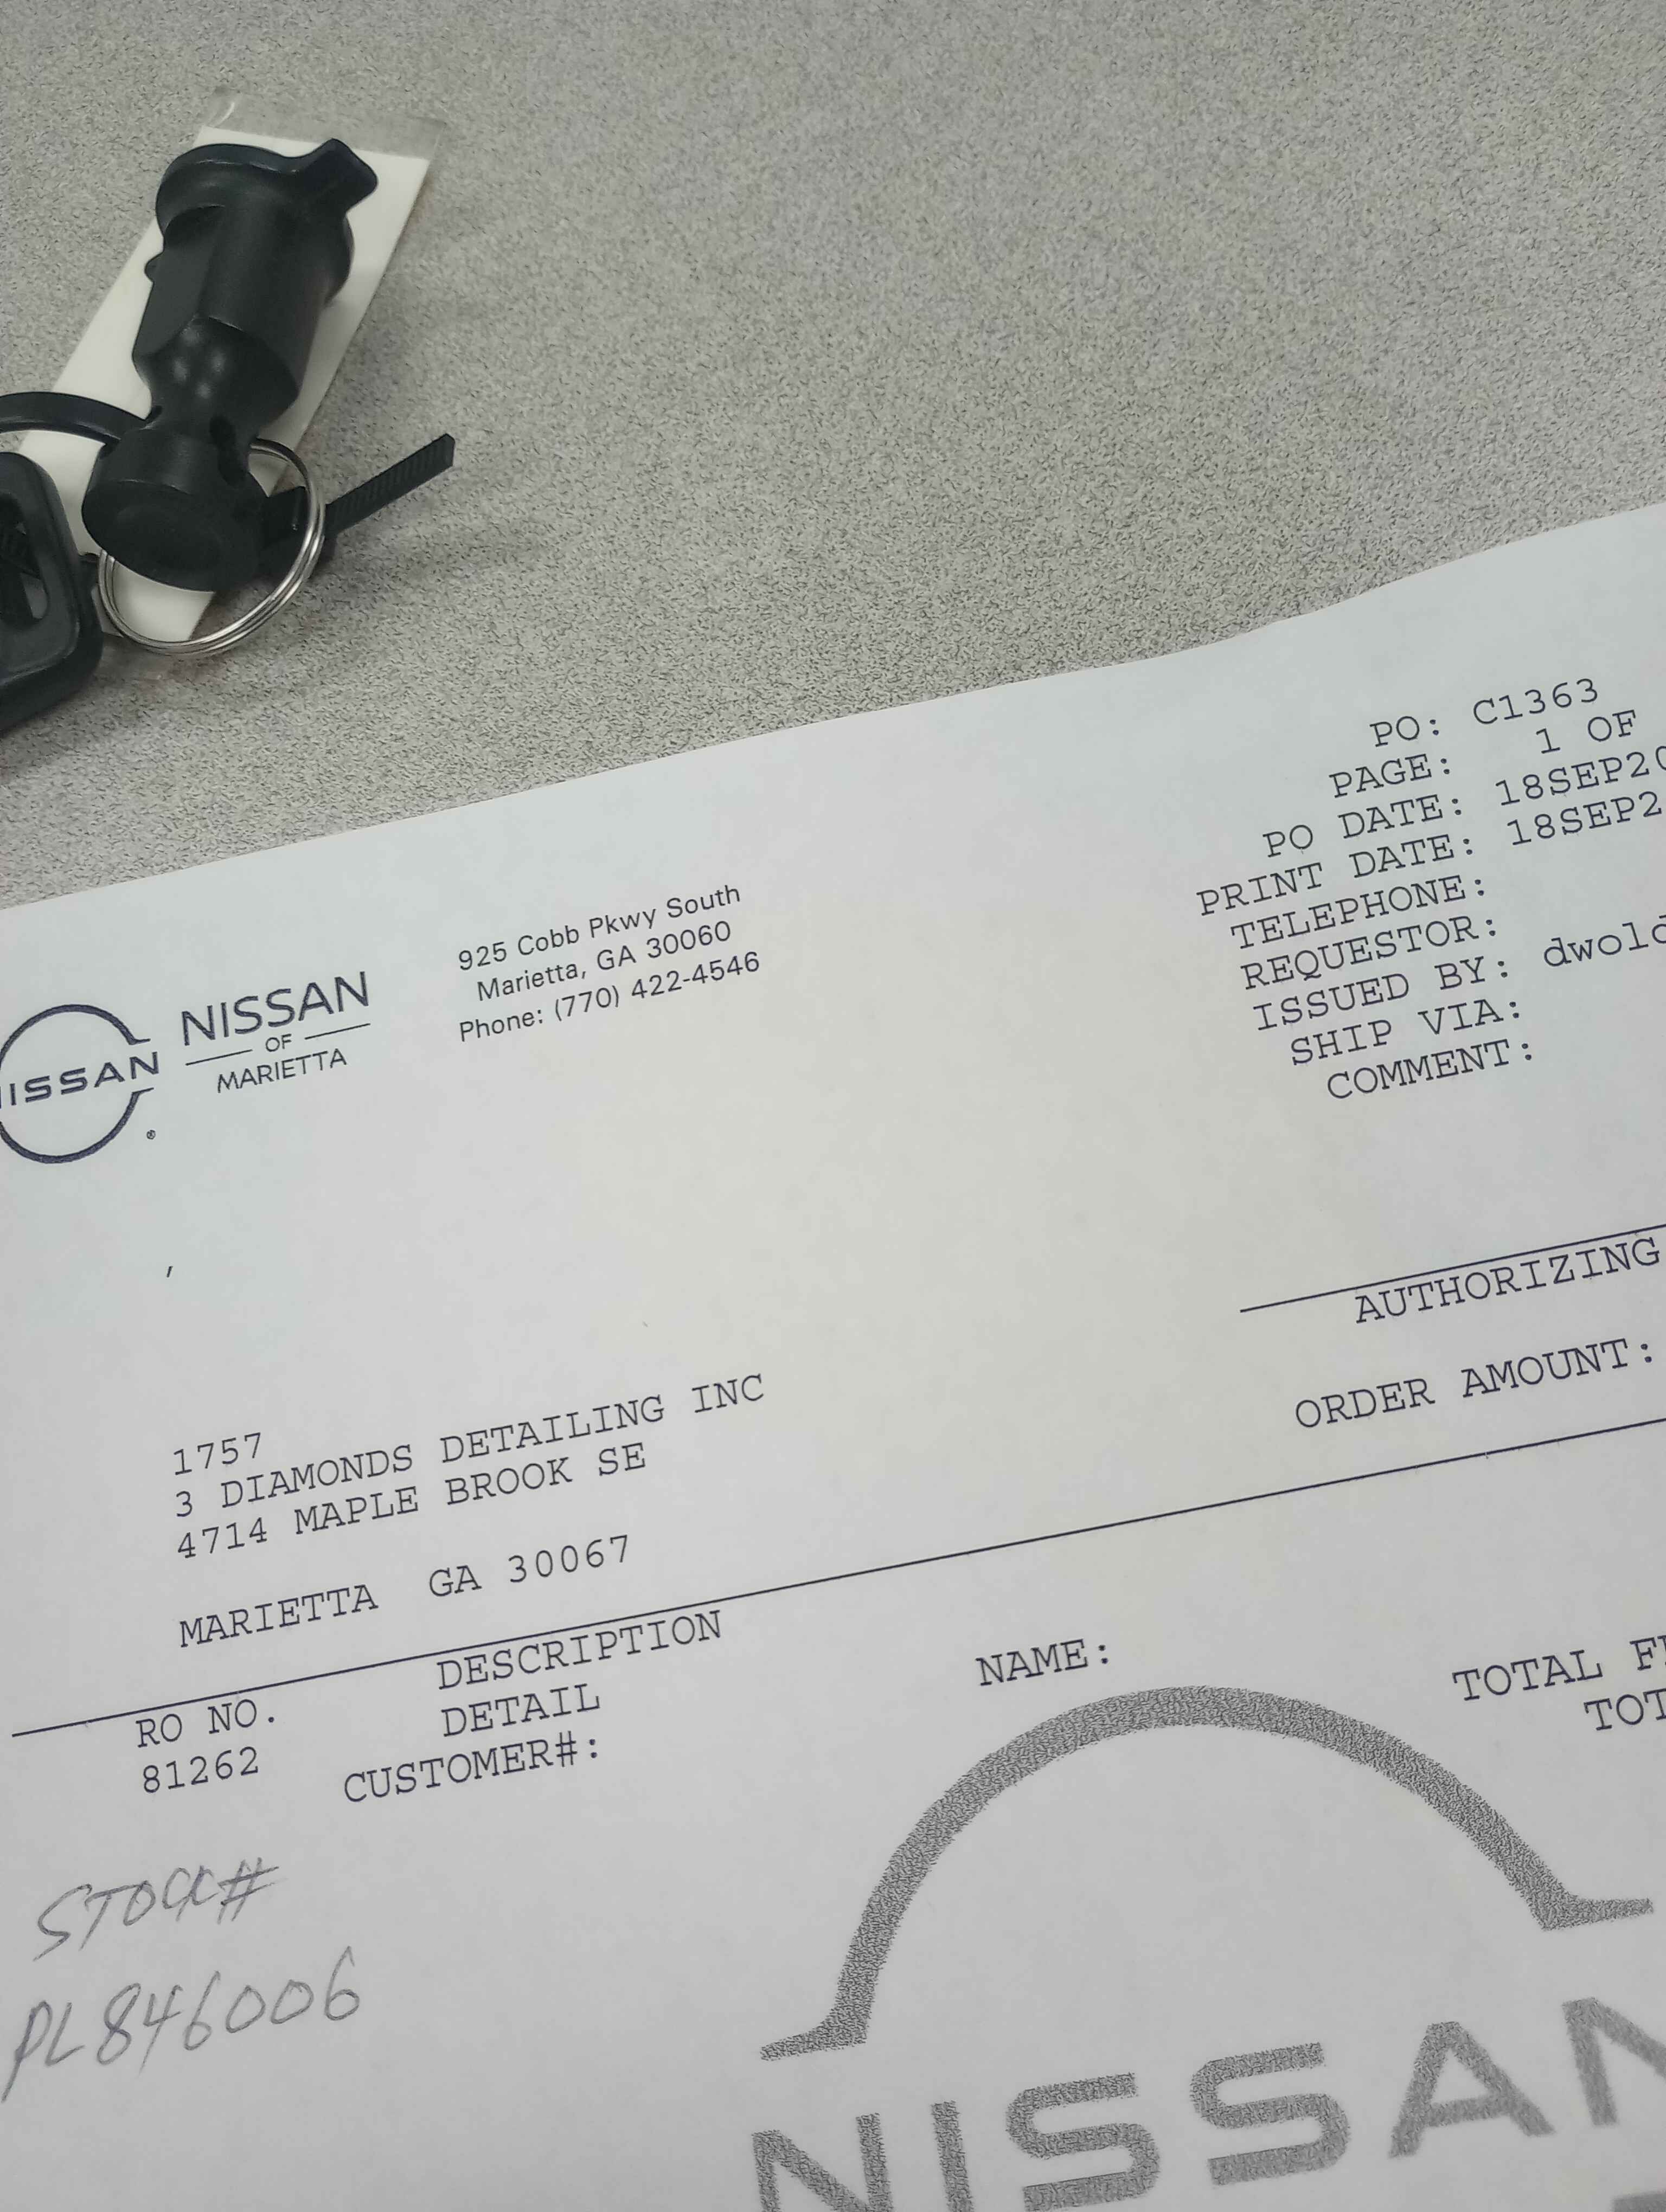 PO: C1363
PAGE: 1 OF
PO DATE: 18SEP20
PRINT DATE: 18SEP2
TELEPHONE:
REQUESTOR:
ISSUED BY: dwold
SHIP VIA:
COMMENT:
925 Cobb Pkwy South
Marietta, GA 30060
Phone: (770) 422-4546
NISSAN
NISSAN
OF
MARIETTA
®
,
AUTHORIZING
ORDER AMOUNT:
1757
3 DIAMONDS DETAILING INC
4714 MAPLE BROOK SE
MARIETTA GA 30067
RO NO. DESCRIPTION
81262 DETAIL
CUSTOMER#: NAME:
TOTAL
TOT
STOCK#
PL846006
NISSAN